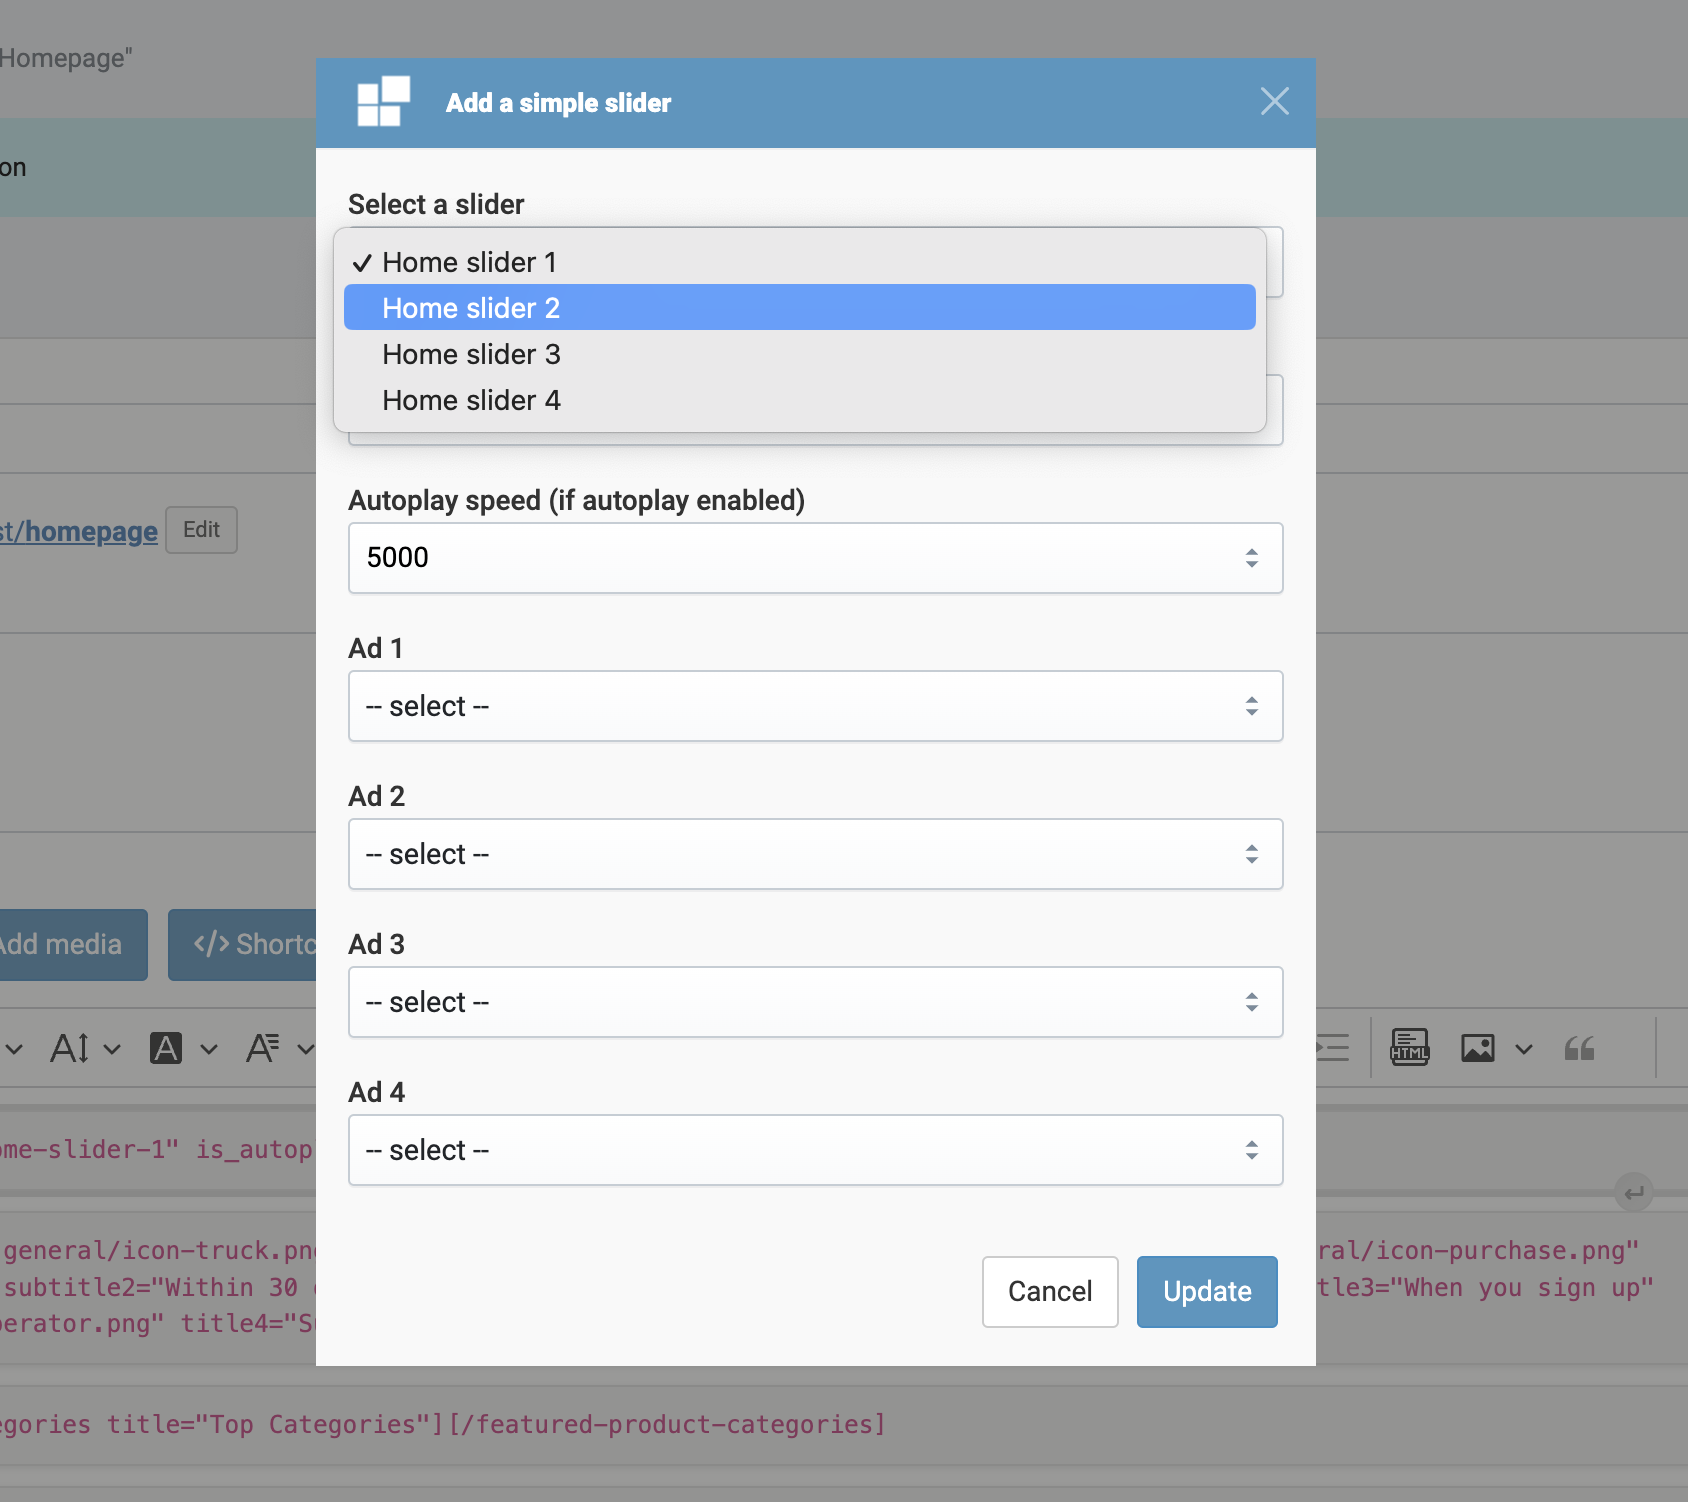 Homepage"
Add a simple slider
on
Select a slider
✓ Home slider 1
Home slider 2
Home slider 3
Home slider 4
Autoplay speed (if autoplay enabled)
5000
st/homepage Edit
Ad 1
-- select --
Ad 2
-- select --
Add media </> Shortc
Ad 3
-- select --
HTML
Ad 4
-- select --
me-slider-1" is_autop
general/icon-truck.pn ral/icon-purchase.png"
subtitle2="Within 30 tle3="When you sign up"
erator.png" title4="S
Cancel Update
egories title="Top Categories"][/featured-product-categories]